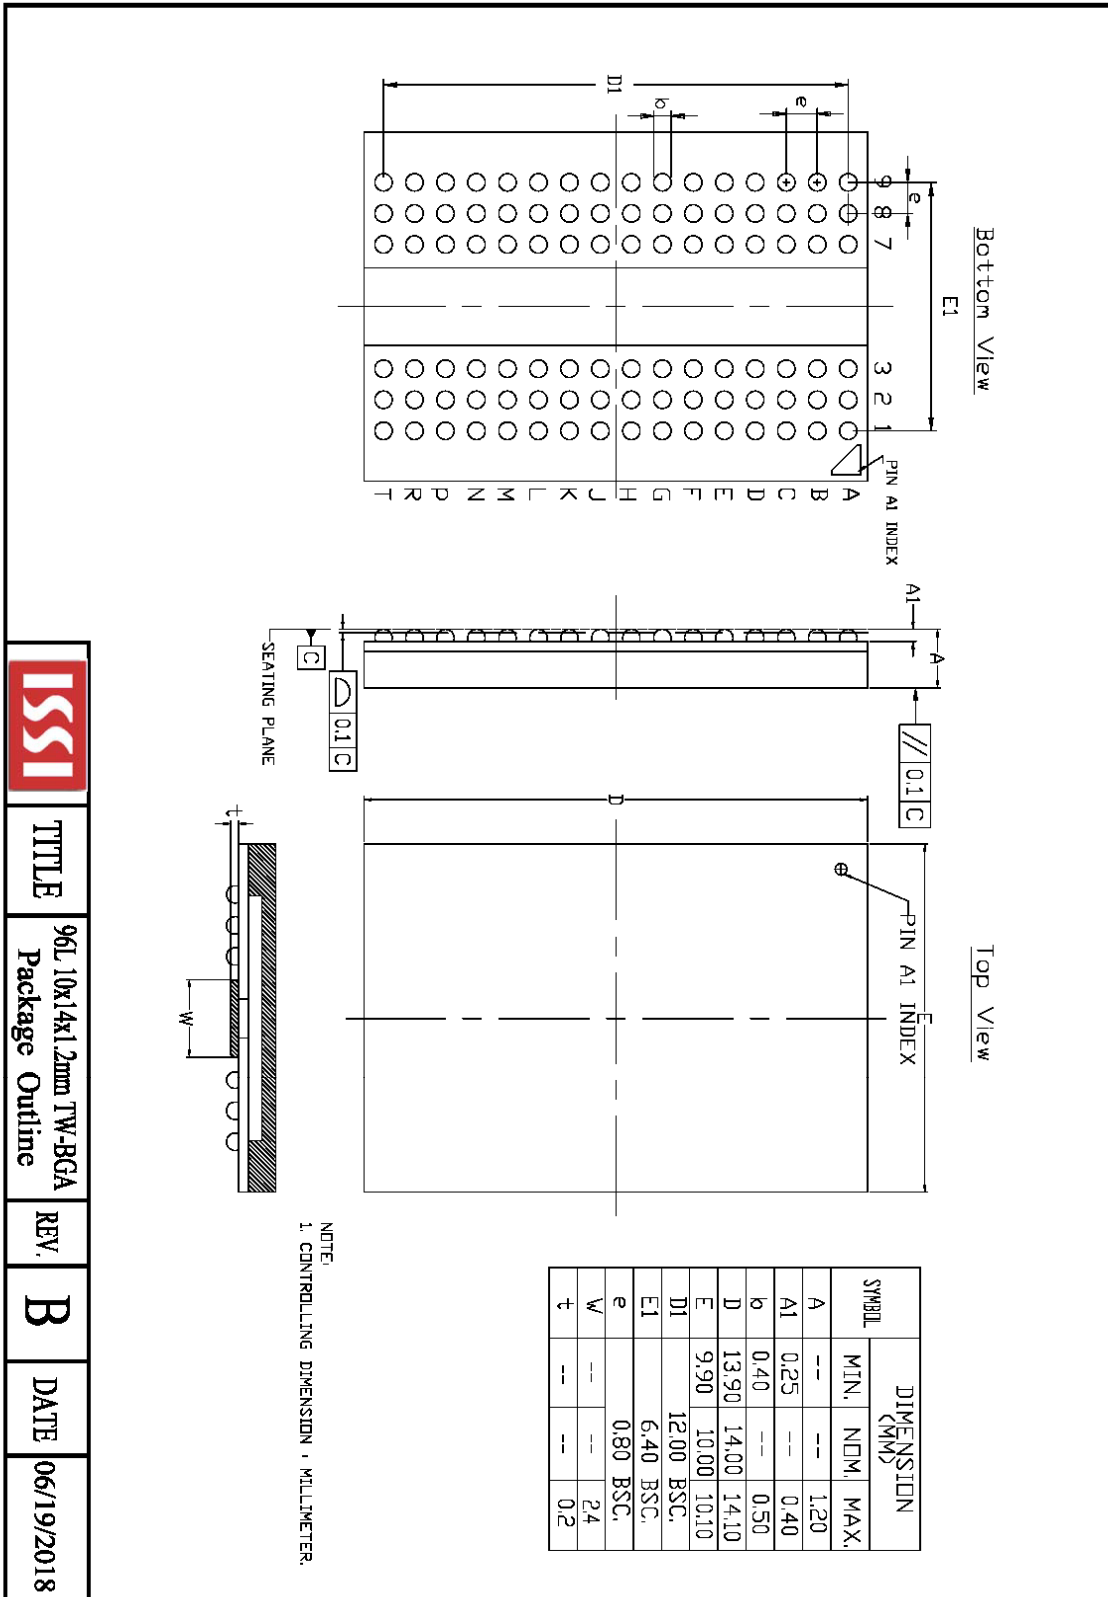 Bottom View
D1
b
e
e
E1
9 8 7 3 2 1
T R P N M L K J H G F E D C B A
PIN A1 INDEX
A1
A
// 0.1 C
0.1 C
C
SEATING PLANE
Top View
D
E
PIN A1 INDEX
t
W
SYMBOL DIMENSION (MM)
MIN. NOM. MAX.
A -- -- 1.20
A1 0.25 -- 0.40
b 0.40 -- 0.50
D 13.90 14.00 14.10
E 9.90 10.00 10.10
D1 12.00 BSC.
E1 6.40 BSC.
e 0.80 BSC.
W -- -- 2.4
t -- -- 0.2
NOTE:
1. CONTROLLING DIMENSION : MILLIMETER.
ISSI
TITLE
96L 10x14x1.2mm TW-BGA
Package Outline
REV.
B
DATE
06/19/2018